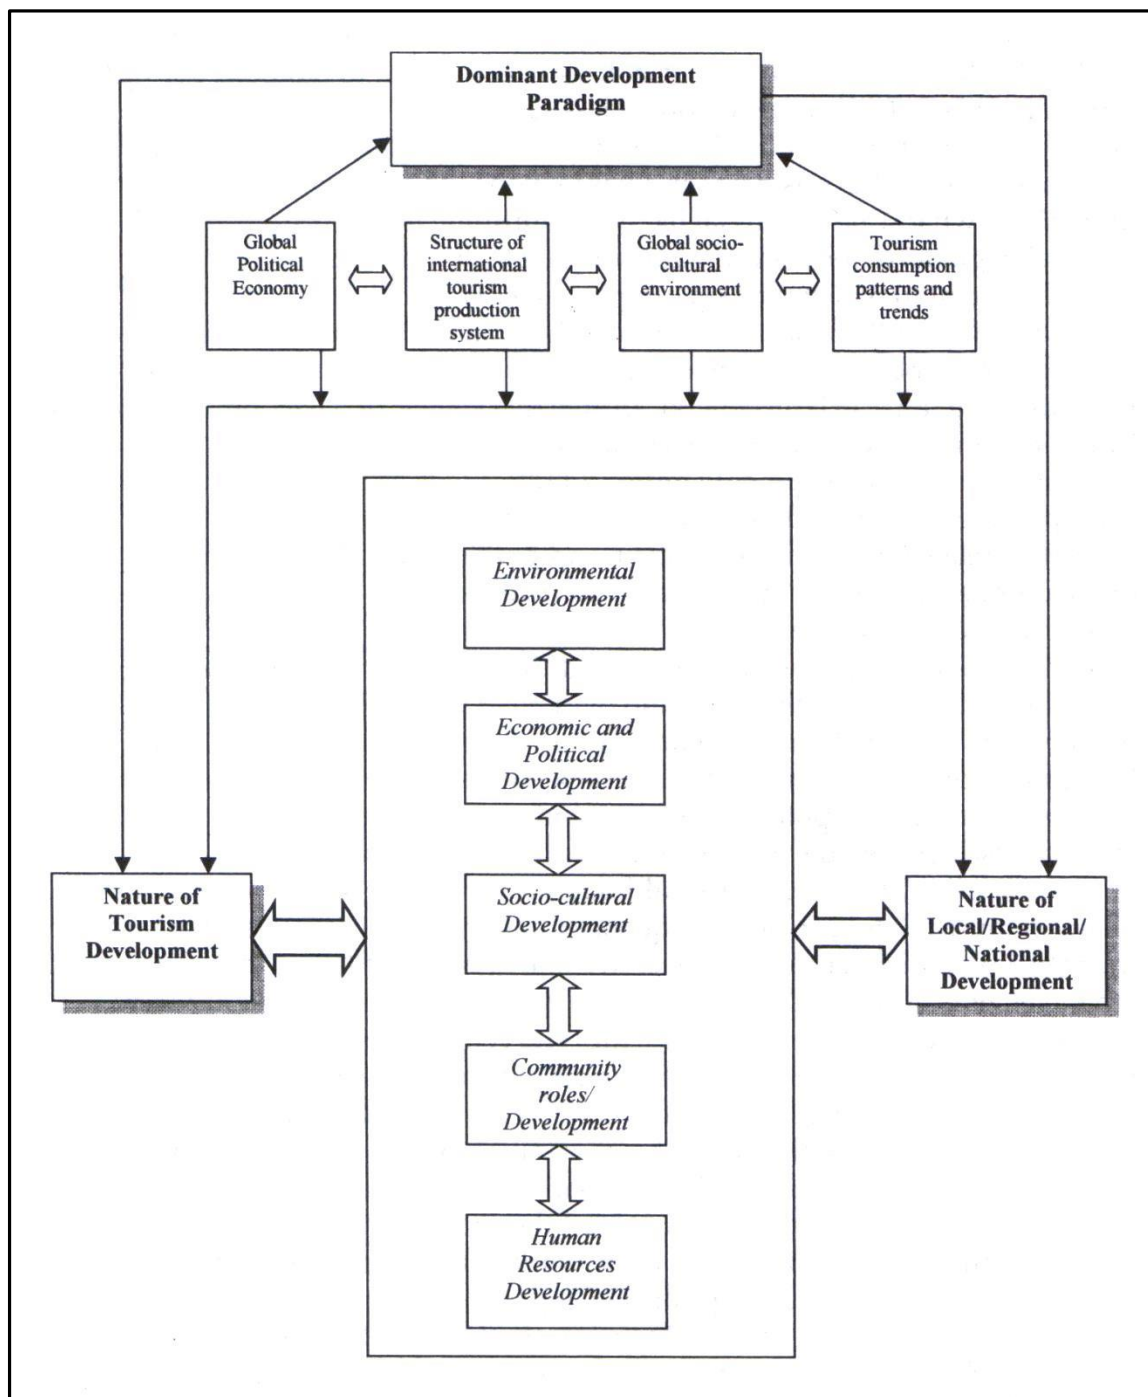 Dominant Development
Paradigm
Global
Political
Economy
Structure of
international
tourism
production
system
Global socio-
cultural
environment
Tourism
consumption
patterns and
trends
Environmental
Development
Economic and
Political
Development
Socio-cultural
Development
Community
roles/
Development
Human
Resources
Development
Nature of
Tourism
Development
Nature of
Local/Regional/
National
Development